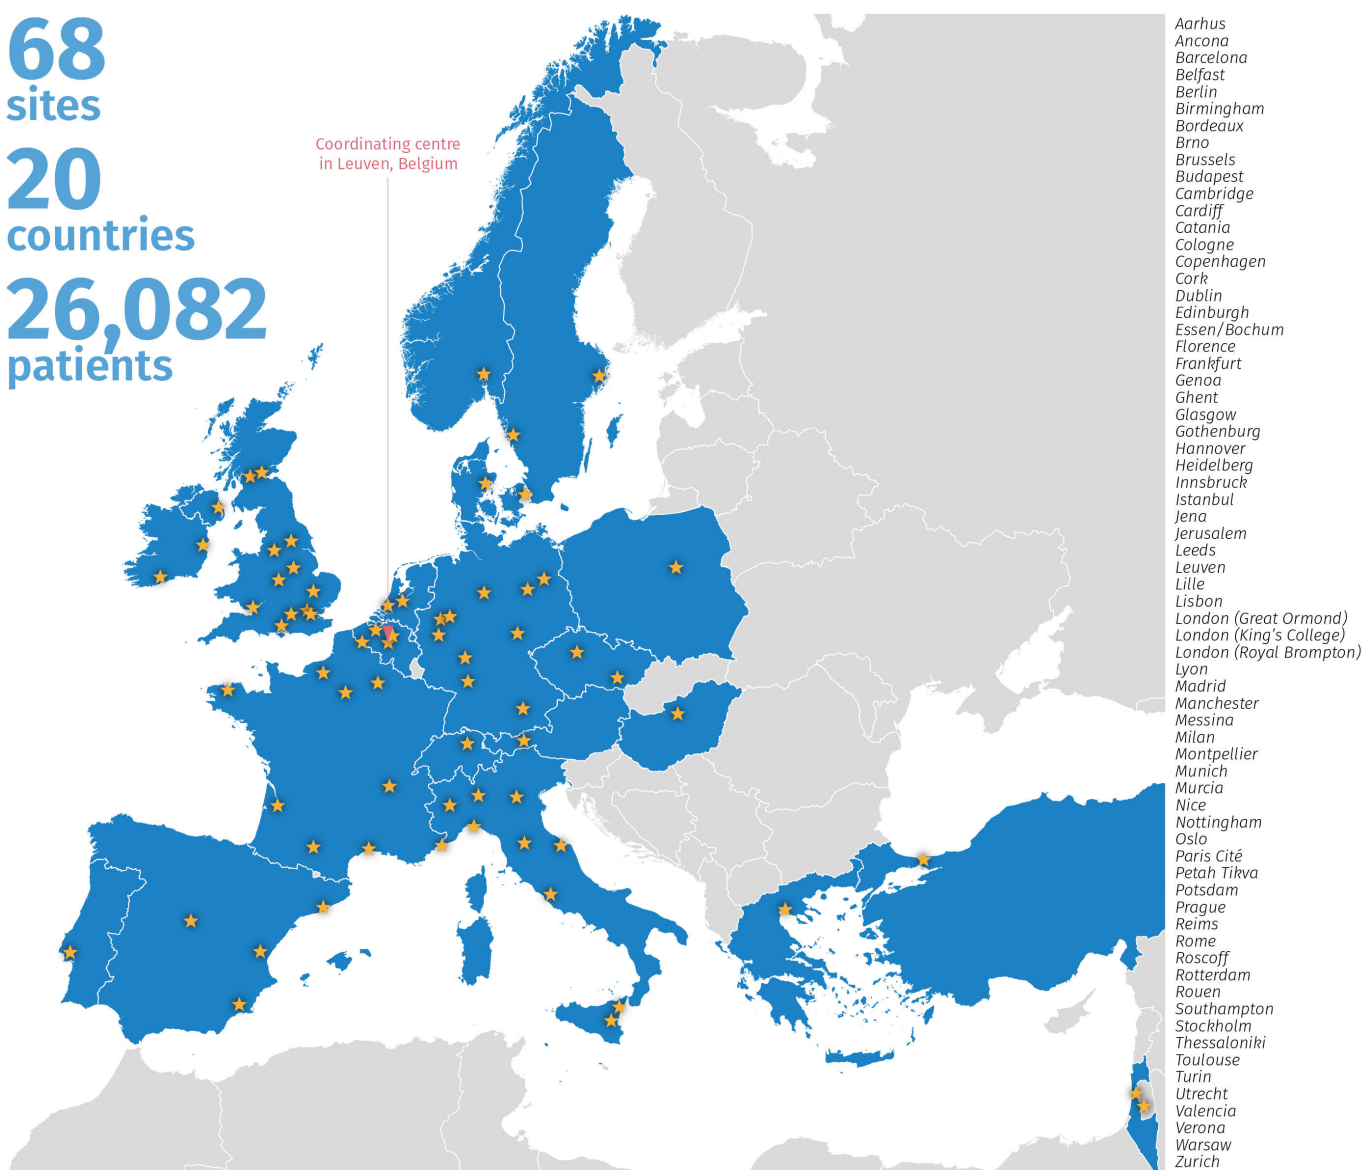 68
sites
20
countries
26,082
patients
Coordinating centre
in Leuven, Belgium
Aarhus
Ancona
Barcelona
Belfast
Berlin
Birmingham
Bordeaux
Brno
Brussels
Budapest
Cambridge
Cardiff
Catania
Cologne
Copenhagen
Cork
Dublin
Edinburgh
Essen/Bochum
Florence
Frankfurt
Genoa
Ghent
Glasgow
Gothenburg
Hannover
Heidelberg
Innsbruck
Istanbul
Jena
Jerusalem
Leeds
Leuven
Lille
Lisbon
London (Great Ormond)
London (King's College)
London (Royal Brompton)
Lyon
Madrid
Manchester
Messina
Milan
Montpellier
Munich
Murcia
Nice
Nottingham
Oslo
Paris Cité
Petah Tikva
Potsdam
Prague
Reims
Rome
Roscoff
Rotterdam
Rouen
Southampton
Stockholm
Thessaloniki
Toulouse
Turin
Utrecht
Valencia
Verona
Warsaw
Zurich